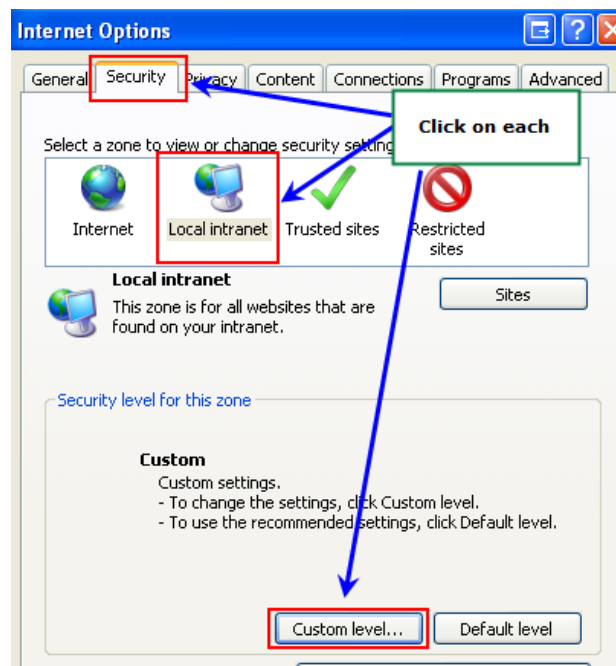 Internet Options
General Security Privacy Content Connections Programs Advanced
Click on each
Select a zone to view or change security
Internet Local intranet Trusted sites Restricted sites
Local intranet
This zone is for all websites that are
found on your intranet.
Sites
Security level for this zone
Custom
Custom settings.
- To change the settings, click Custom level.
- To use the recommended settings, click Default level.
Custom level... Default level